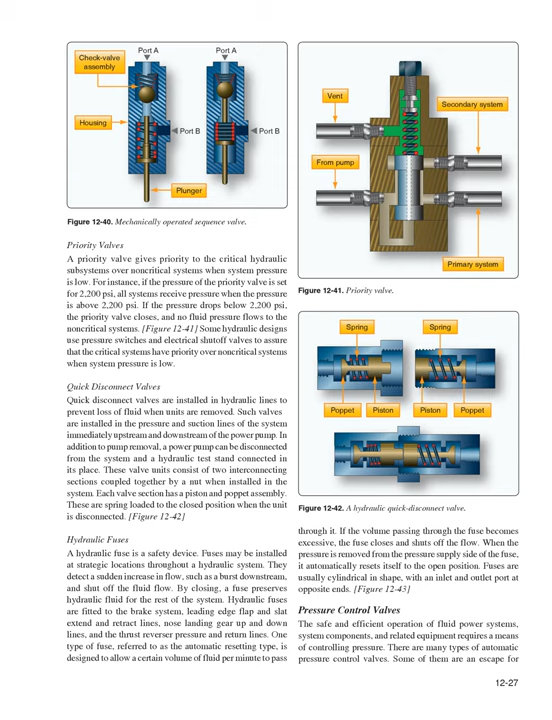 Port A
Port A
Check-valve
assembly
Housing
Port B
Port B
Plunger
Figure 12-40. Mechanically operated sequence valve.
Priority Valves
A priority valve gives priority to the critical hydraulic
subsystems over noncritical systems when system pressure
is low. For instance, if the pressure of the priority valve is set
for 2,200 psi, all systems receive pressure when the pressure
is above 2,200 psi. If the pressure drops below 2,200 psi,
the priority valve closes, and no fluid pressure flows to the
noncritical systems. [Figure 12-41] Some hydraulic designs
use pressure switches and electrical shutoff valves to assure
that the critical systems have priority over noncritical systems
when system pressure is low.
Quick Disconnect Valves
Quick disconnect valves are installed in hydraulic lines to
prevent loss of fluid when units are removed. Such valves
are installed in the pressure and suction lines of the system
immediately upstream and downstream of the power pump. In
addition to pump removal, a power pump can be disconnected
from the system and a hydraulic test stand connected in
its place. These valve units consist of two interconnecting
sections coupled together by a nut when installed in the
system. Each valve section has a piston and poppet assembly.
These are spring loaded to the closed position when the unit
is disconnected. [Figure 12-42]
Hydraulic Fuses
A hydraulic fuse is a safety device. Fuses may be installed
at strategic locations throughout a hydraulic system. They
detect a sudden increase in flow, such as a burst downstream,
and shut off the fluid flow. By closing, a fuse preserves
hydraulic fluid for the rest of the system. Hydraulic fuses
are fitted to the brake system, leading edge flap and slat
extend and retract lines, nose landing gear up and down
lines, and the thrust reverser pressure and return lines. One
type of fuse, referred to as the automatic resetting type, is
designed to allow a certain volume of fluid per minute to pass
Vent
Secondary system
From pump
Primary system
Figure 12-41. Priority valve.
Spring
Spring
Poppet
Piston
Piston
Poppet
Figure 12-42. A hydraulic quick-disconnect valve.
through it. If the volume passing through the fuse becomes
excessive, the fuse closes and shuts off the flow. When the
pressure is removed from the pressure supply side of the fuse,
it automatically resets itself to the open position. Fuses are
usually cylindrical in shape, with an inlet and outlet port at
opposite ends. [Figure 12-43]
Pressure Control Valves
The safe and efficient operation of fluid power systems,
system components, and related equipment requires a means
of controlling pressure. There are many types of automatic
pressure control valves. Some of them are an escape for
12-27